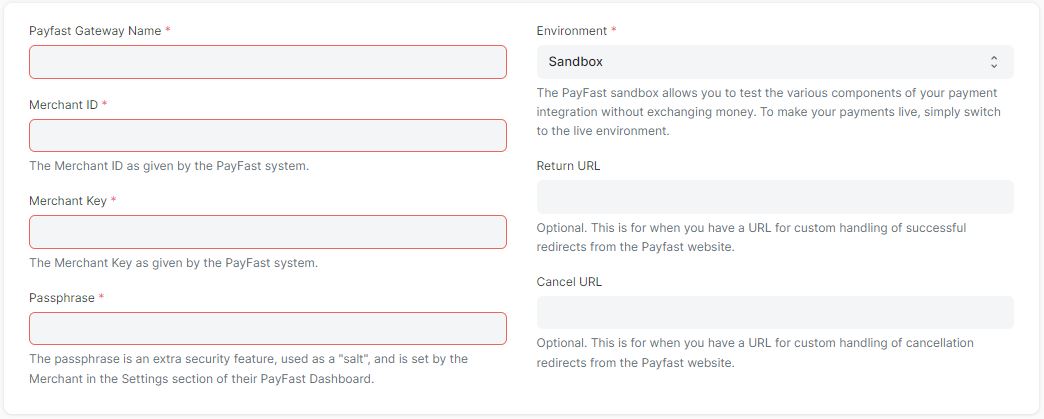 Payfast Gateway Name *
Merchant ID *
The Merchant ID as given by the PayFast system.
Merchant Key *
The Merchant Key as given by the PayFast system.
Passphrase *
The passphrase is an extra security feature, used as a "salt", and is set by the
Merchant in the Settings section of their PayFast Dashboard.
Environment *
Sandbox
The PayFast sandbox allows you to test the various components of your payment
integration without exchanging money. To make your payments live, simply switch
to the live environment.
Return URL
Optional. This is for when you have a URL for custom handling of successful
redirects from the Payfast website.
Cancel URL
Optional. This is for when you have a URL for custom handling of cancellation
redirects from the Payfast website.